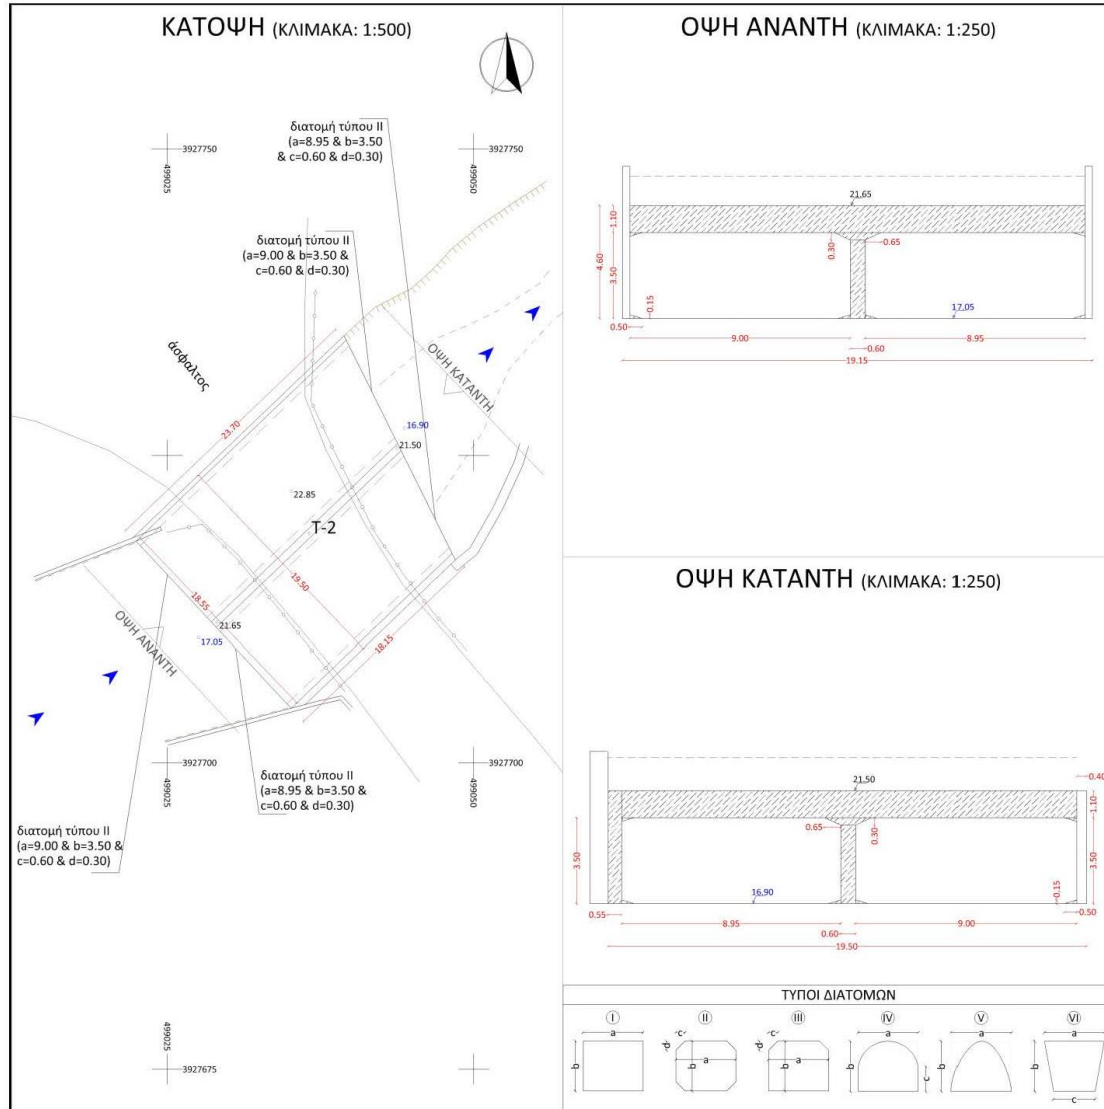 ΚΑΤΟΨΗ (ΚΛΙΜΑΚΑ: 1:500)
διατομή τύπου ΙΙ
(a=8.95 & b=3.50
& c=0.60 & d=0.30)
3927750
499025
3927750
499050
διατομή τύπου ΙΙ
(a=9.00 & b=3.50 &
c=0.60 & d=0.30)
άσφαλτος
ΟΨΗ ΚΑΤΑΝΤΗ
23.70
16.90
21.50
22.85
T-2
19.50
18.55
21.65
17.05
18.15
ΟΨΗ ΑΝΑΝΤΗ
3927700
499025
3927700
499050
διατομή τύπου ΙΙ
(a=8.95 & b=3.50 &
c=0.60 & d=0.30)
διατομή τύπου ΙΙ
(a=9.00 & b=3.50 &
c=0.60 & d=0.30)
499025
3927675
ΟΨΗ ΑΝΑΝΤΗ (ΚΛΙΜΑΚΑ: 1:250)
21.65
1.10
4.60
3.50
0.30
0.65
0.15
17.05
0.50
9.00
8.95
0.60
19.15
ΟΨΗ ΚΑΤΑΝΤΗ (ΚΛΙΜΑΚΑ: 1:250)
21.50
0.40
1.10
0.65
0.30
3.50
3.50
16.90
0.15
0.55
0.50
8.95
9.00
0.60
19.50
ΤΥΠΟΙ ΔΙΑΤΟΜΩΝ
I II III IV V VI
a
b
c
d
b
a
c
d
b
a
a
b
c
a
b
a
b
c